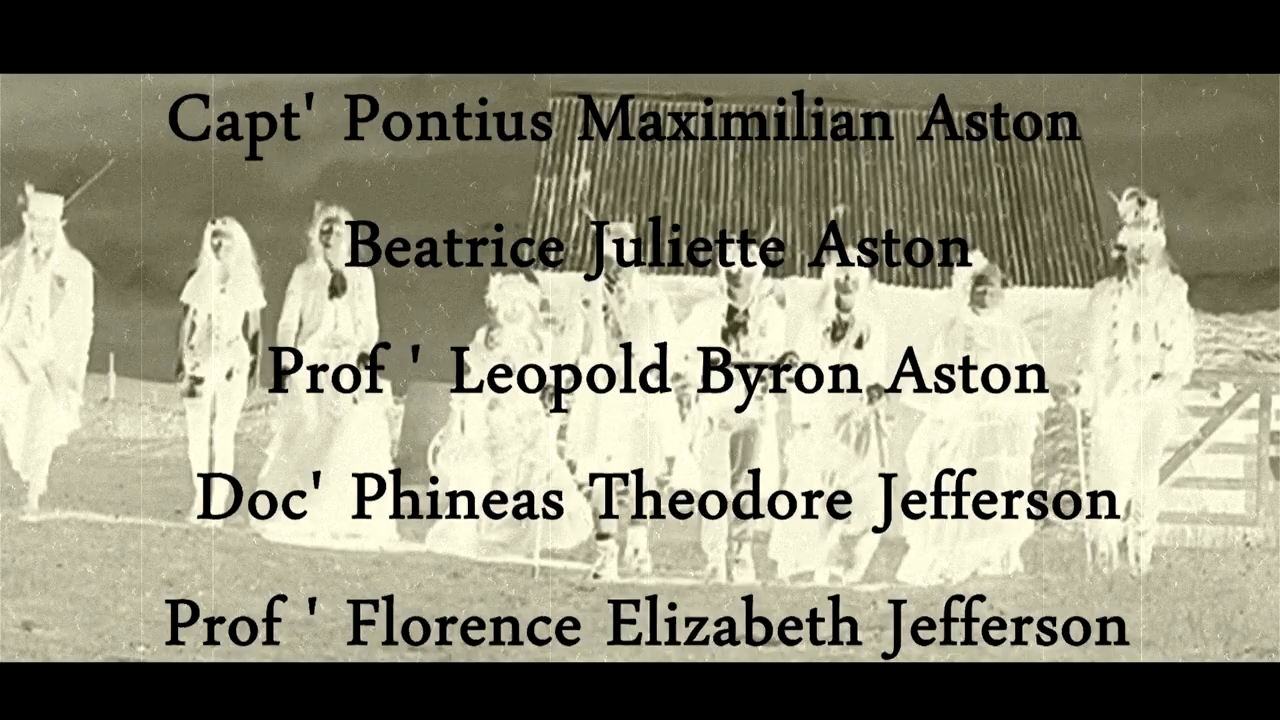 Capt' Pontius Maximilian Aston
Beatrice Juliette Aston
Prof ' Leopold Byron Aston
Doc' Phineas Theodore Jefferson
Prof ' Florence Elizabeth Jefferson